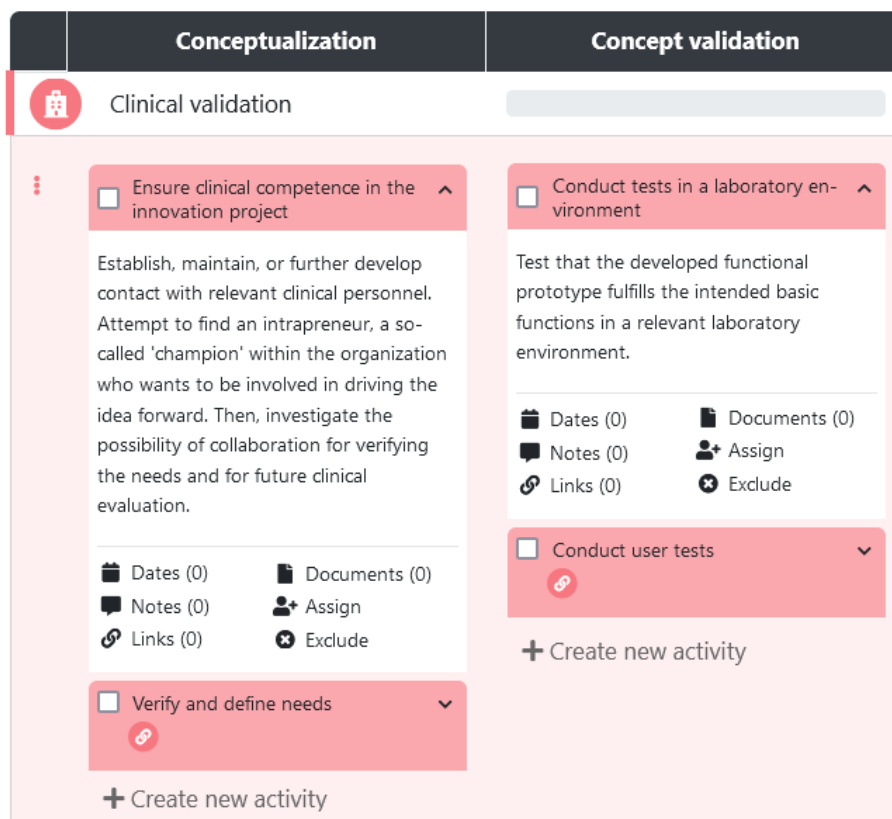 Conceptualization
Concept validation
Clinical validation
Ensure clinical competence in the
innovation project
Establish, maintain, or further develop
contact with relevant clinical personnel.
Attempt to find an intrapreneur, a so-
called 'champion' within the organization
who wants to be involved in driving the
idea forward. Then, investigate the
possibility of collaboration for verifying
the needs and for future clinical
evaluation.
Dates (0)
Documents (0)
Notes (0)
Assign
Links (0)
Exclude
Verify and define needs
Create new activity
Conduct tests in a laboratory en-
vironment
Test that the developed functional
prototype fulfills the intended basic
functions in a relevant laboratory
environment.
Dates (0)
Documents (0)
Notes (0)
Assign
Links (0)
Exclude
Conduct user tests
Create new activity